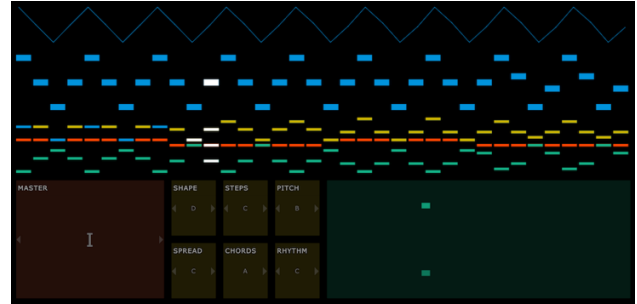 MASTER
I
SHAPE STEPS PITCH
D C B
SPREAD CHORDS RHYTHM
C A C